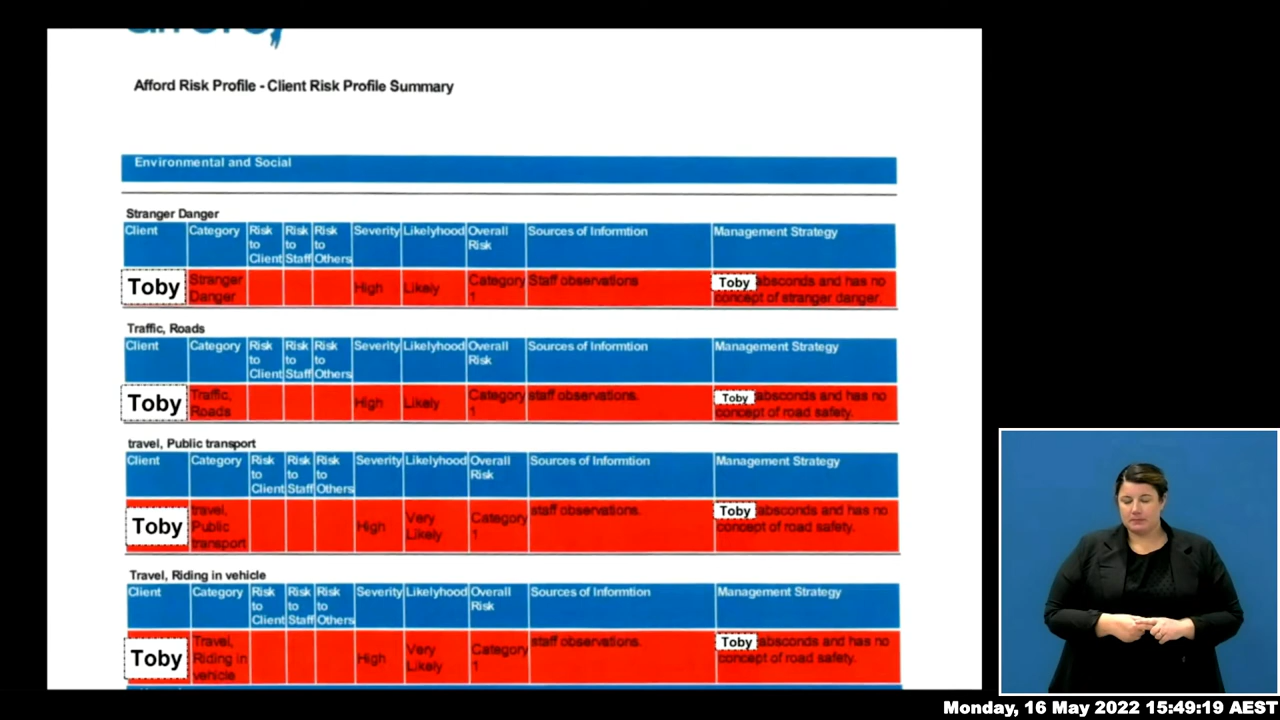 Afford Risk Profile - Client Risk Profile Summary
Environmental and Social
Stranger Danger
Client Category Risk to Client Risk to Staff Risk to Others Severity Likelyhood Overall Risk Sources of Informtion Management Strategy
Toby Stranger Danger High Likely Category 1 Staff observations Toby absconds and has no concept of stranger danger.
Traffic, Roads
Client Category Risk to Client Risk to Staff Risk to Others Severity Likelyhood Overall Risk Sources of Informtion Management Strategy
Toby Traffic, Roads High Likely Category 1 staff observations. Toby absconds and has no concept of road safety.
travel, Public transport
Client Category Risk to Client Risk to Staff Risk to Others Severity Likelyhood Overall Risk Sources of Informtion Management Strategy
Toby travel, Public transport High Very Likely Category 1 staff observations. Toby absconds and has no concept of road safety.
Travel, Riding in vehicle
Client Category Risk to Client Risk to Staff Risk to Others Severity Likelyhood Overall Risk Sources of Informtion Management Strategy
Toby Travel, Riding in vehicle High Very Likely Category 1 staff observations. Toby absconds and has no concept of road safety.
Monday, 16 May 2022 15:49:19 AEST